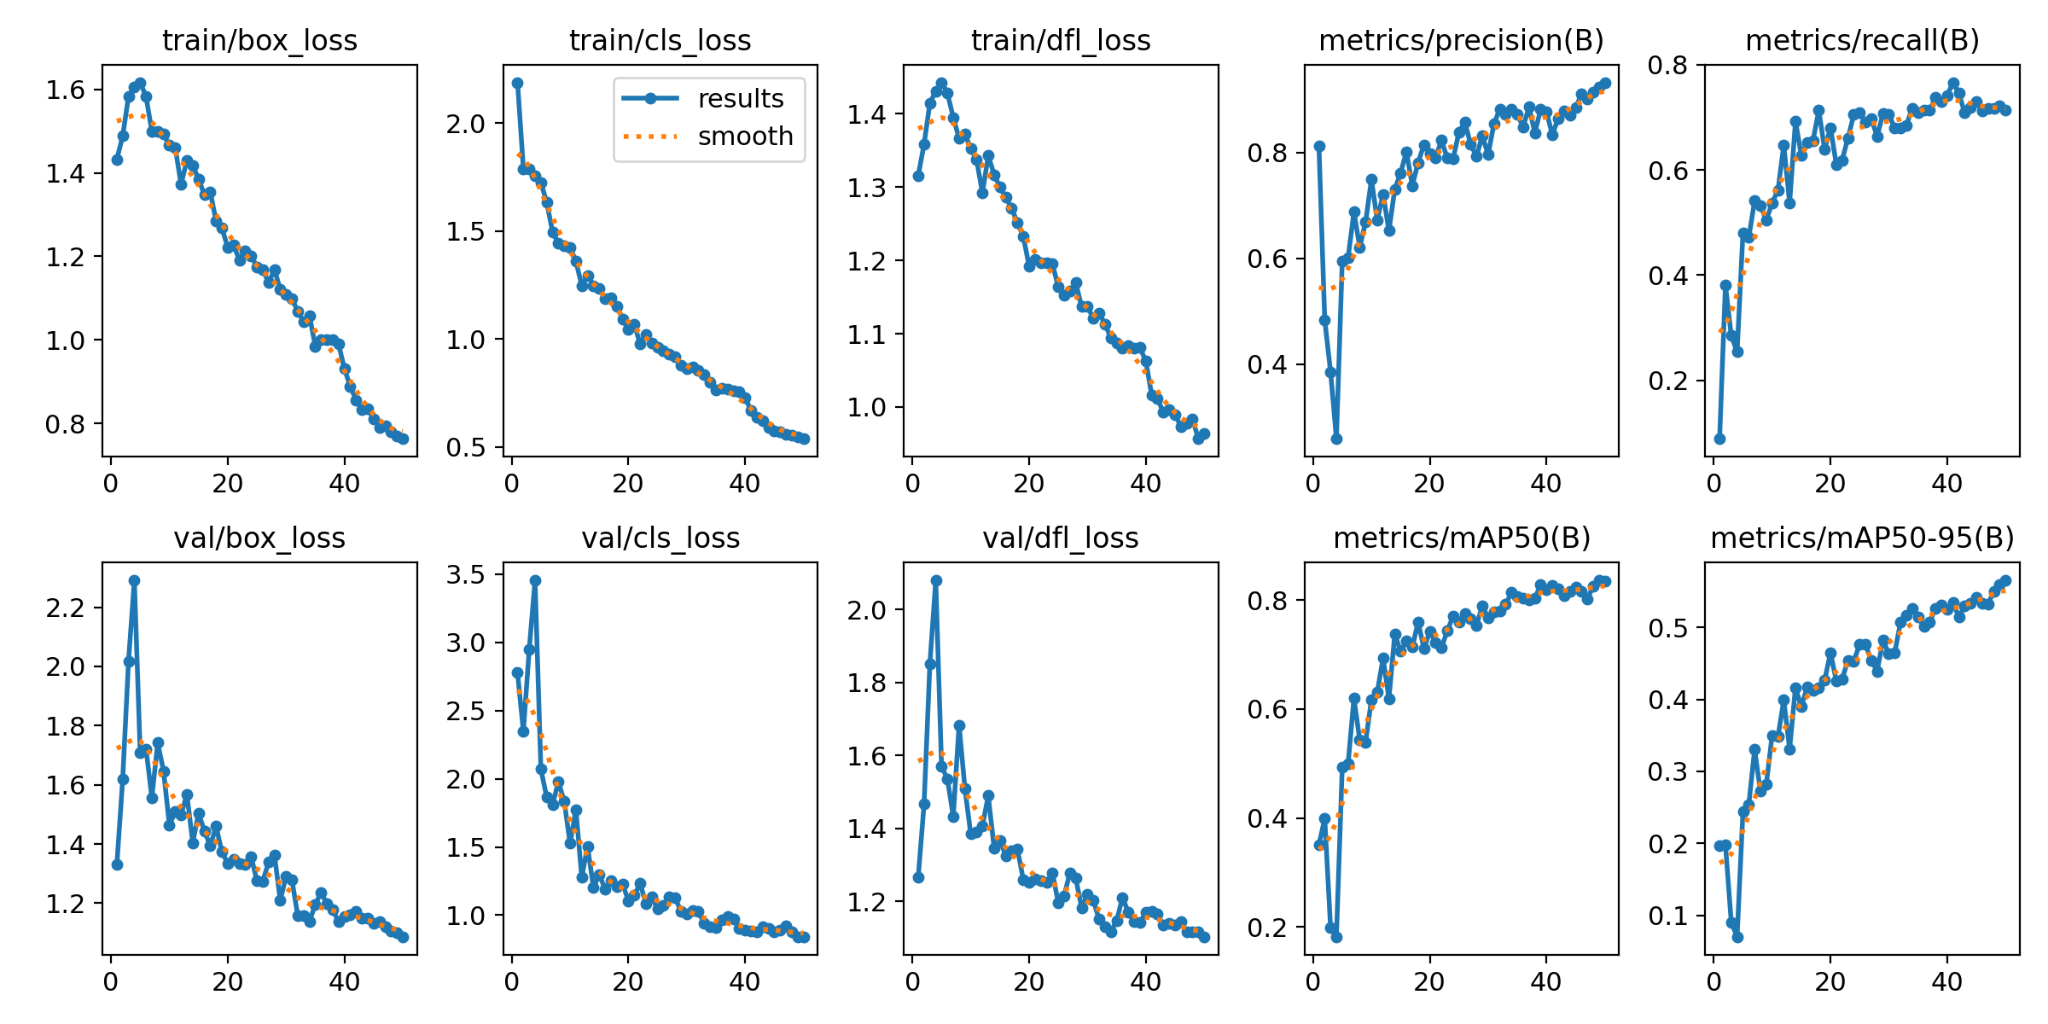 train/box_loss
1.6
1.4
1.2
1.0
0.8
0 20 40
train/cls_loss
results
smooth
2.0
1.5
1.0
0.5
0 20 40
train/dfl_loss
1.4
1.3
1.2
1.1
1.0
0 20 40
metrics/precision(B)
0.8
0.6
0.4
0 20 40
metrics/recall(B)
0.8
0.6
0.4
0.2
0 20 40
val/box_loss
2.2
2.0
1.8
1.6
1.4
1.2
0 20 40
val/cls_loss
3.5
3.0
2.5
2.0
1.5
1.0
0 20 40
val/dfl_loss
2.0
1.8
1.6
1.4
1.2
0 20 40
metrics/mAP50(B)
0.8
0.6
0.4
0.2
0 20 40
metrics/mAP50-95(B)
0.5
0.4
0.3
0.2
0.1
0 20 40